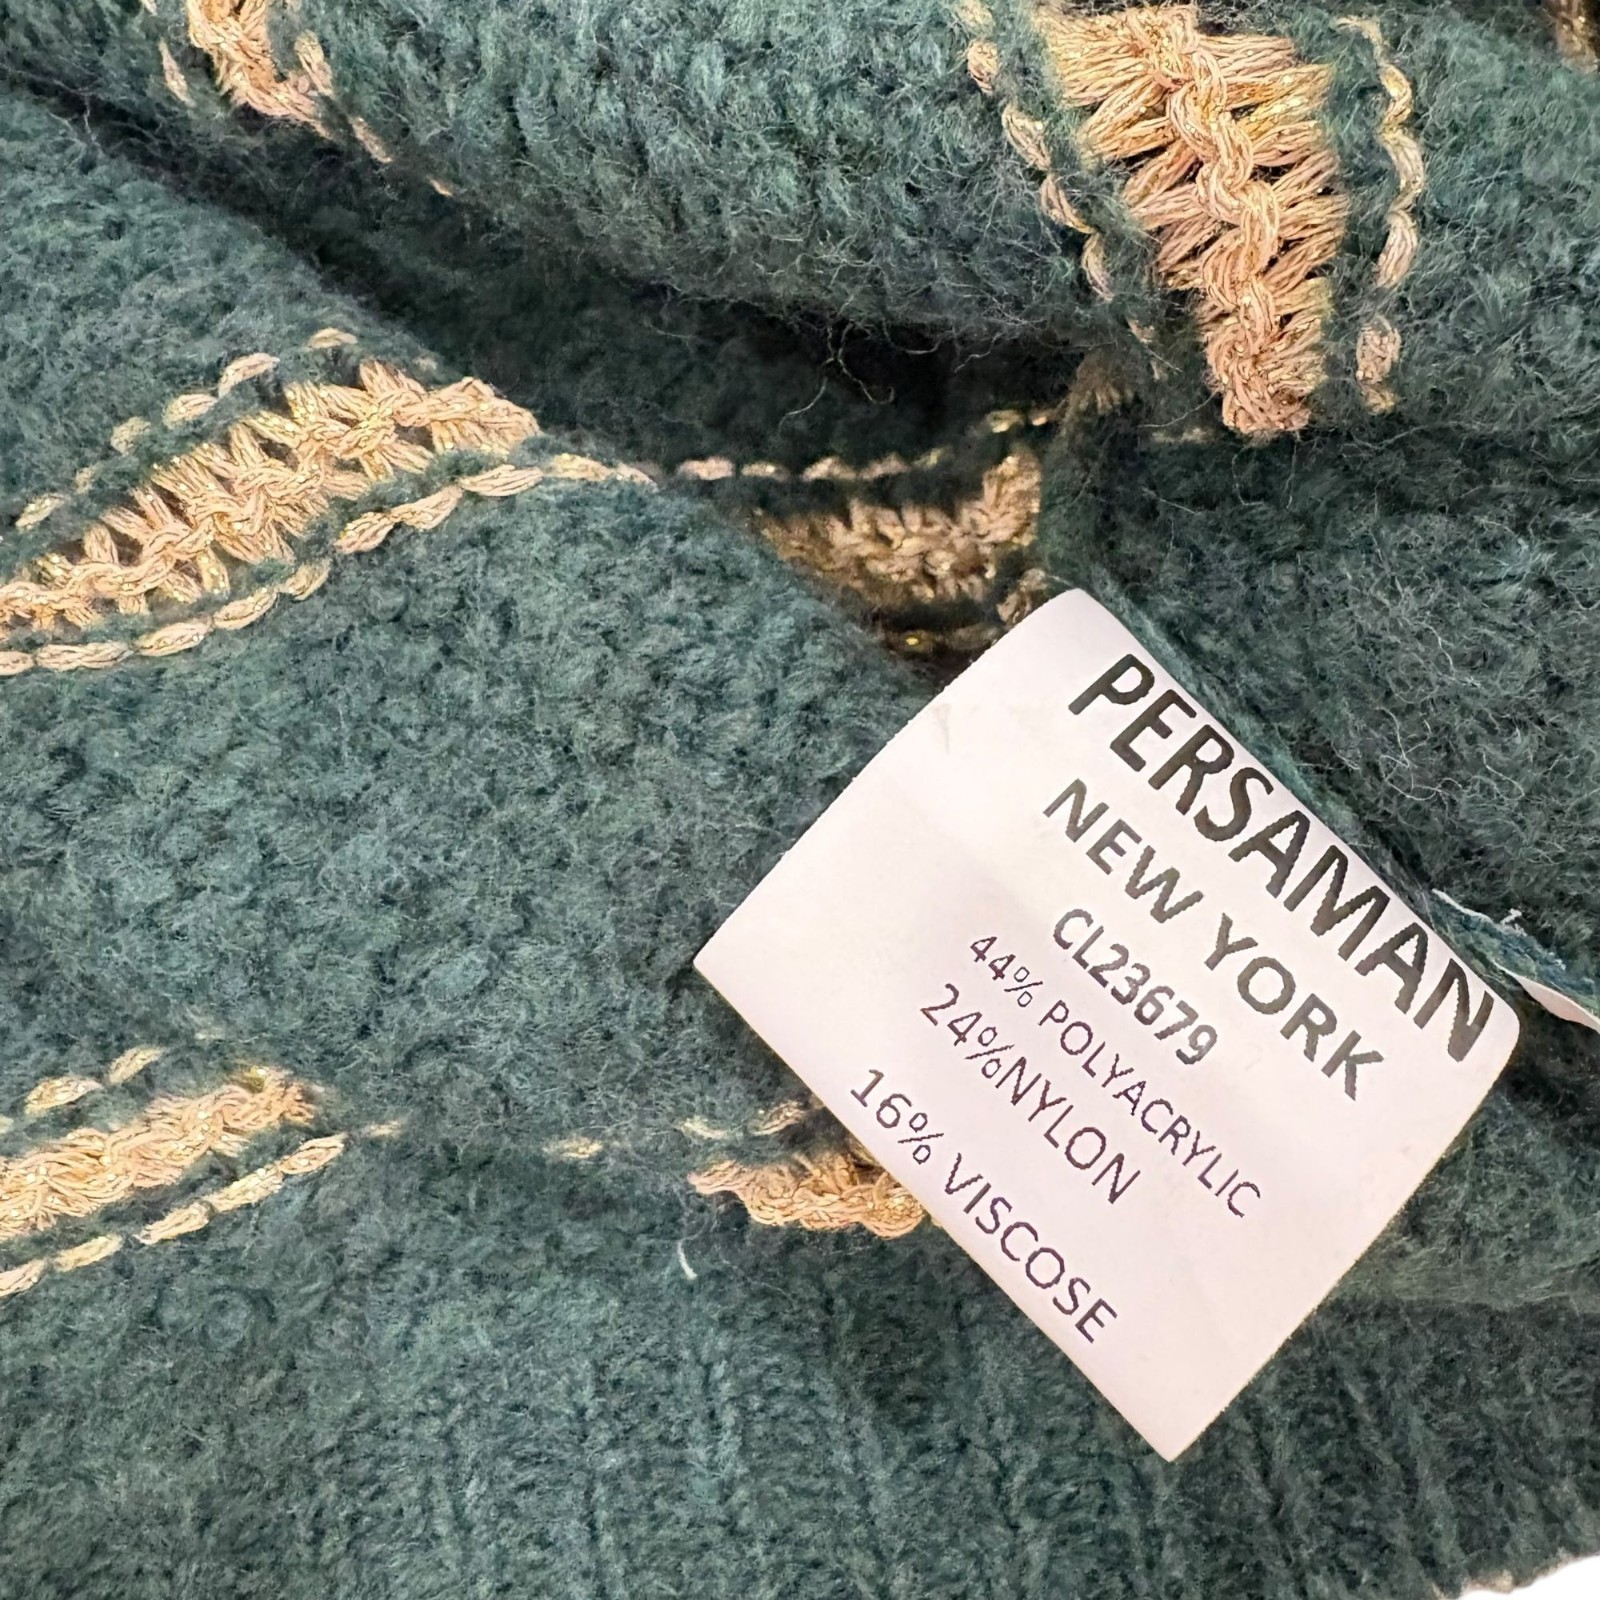 PERSAMAN
NEW YORK
CL23679
44% POLYACRYLIC
24%NYLON
16% VISCOSE